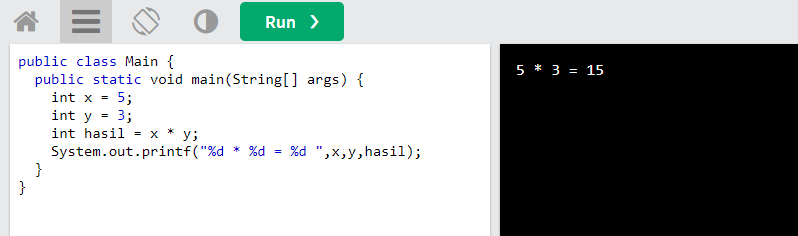 Run ❯
public class Main {
  public static void main(String[] args) {
    int x = 5;
    int y = 3;
    int hasil = x * y;
    System.out.printf("%d * %d = %d ",x,y,hasil);
  }
}
5 * 3 = 15